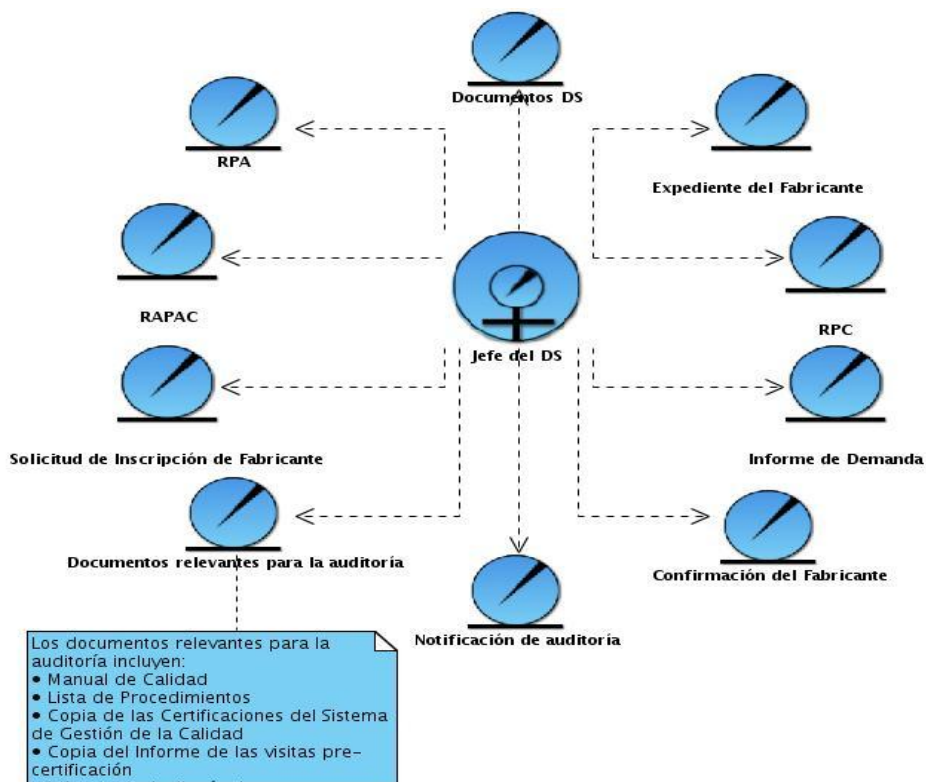 Documentos DS
RPA
Expediente del Fabricante
RAPAC
RPC
Jefe del DS
Solicitud de Inscripción de Fabricante
Informe de Demanda
Documentos relevantes para la auditoría
Confirmación del Fabricante
Notificación de auditoría
Los documentos relevantes para la
auditoría incluyen:
• Manual de Calidad
• Lista de Procedimientos
• Copia de las Certificaciones del Sistema
de Gestión de la Calidad
• Copia del Informe de las visitas pre-
certificación